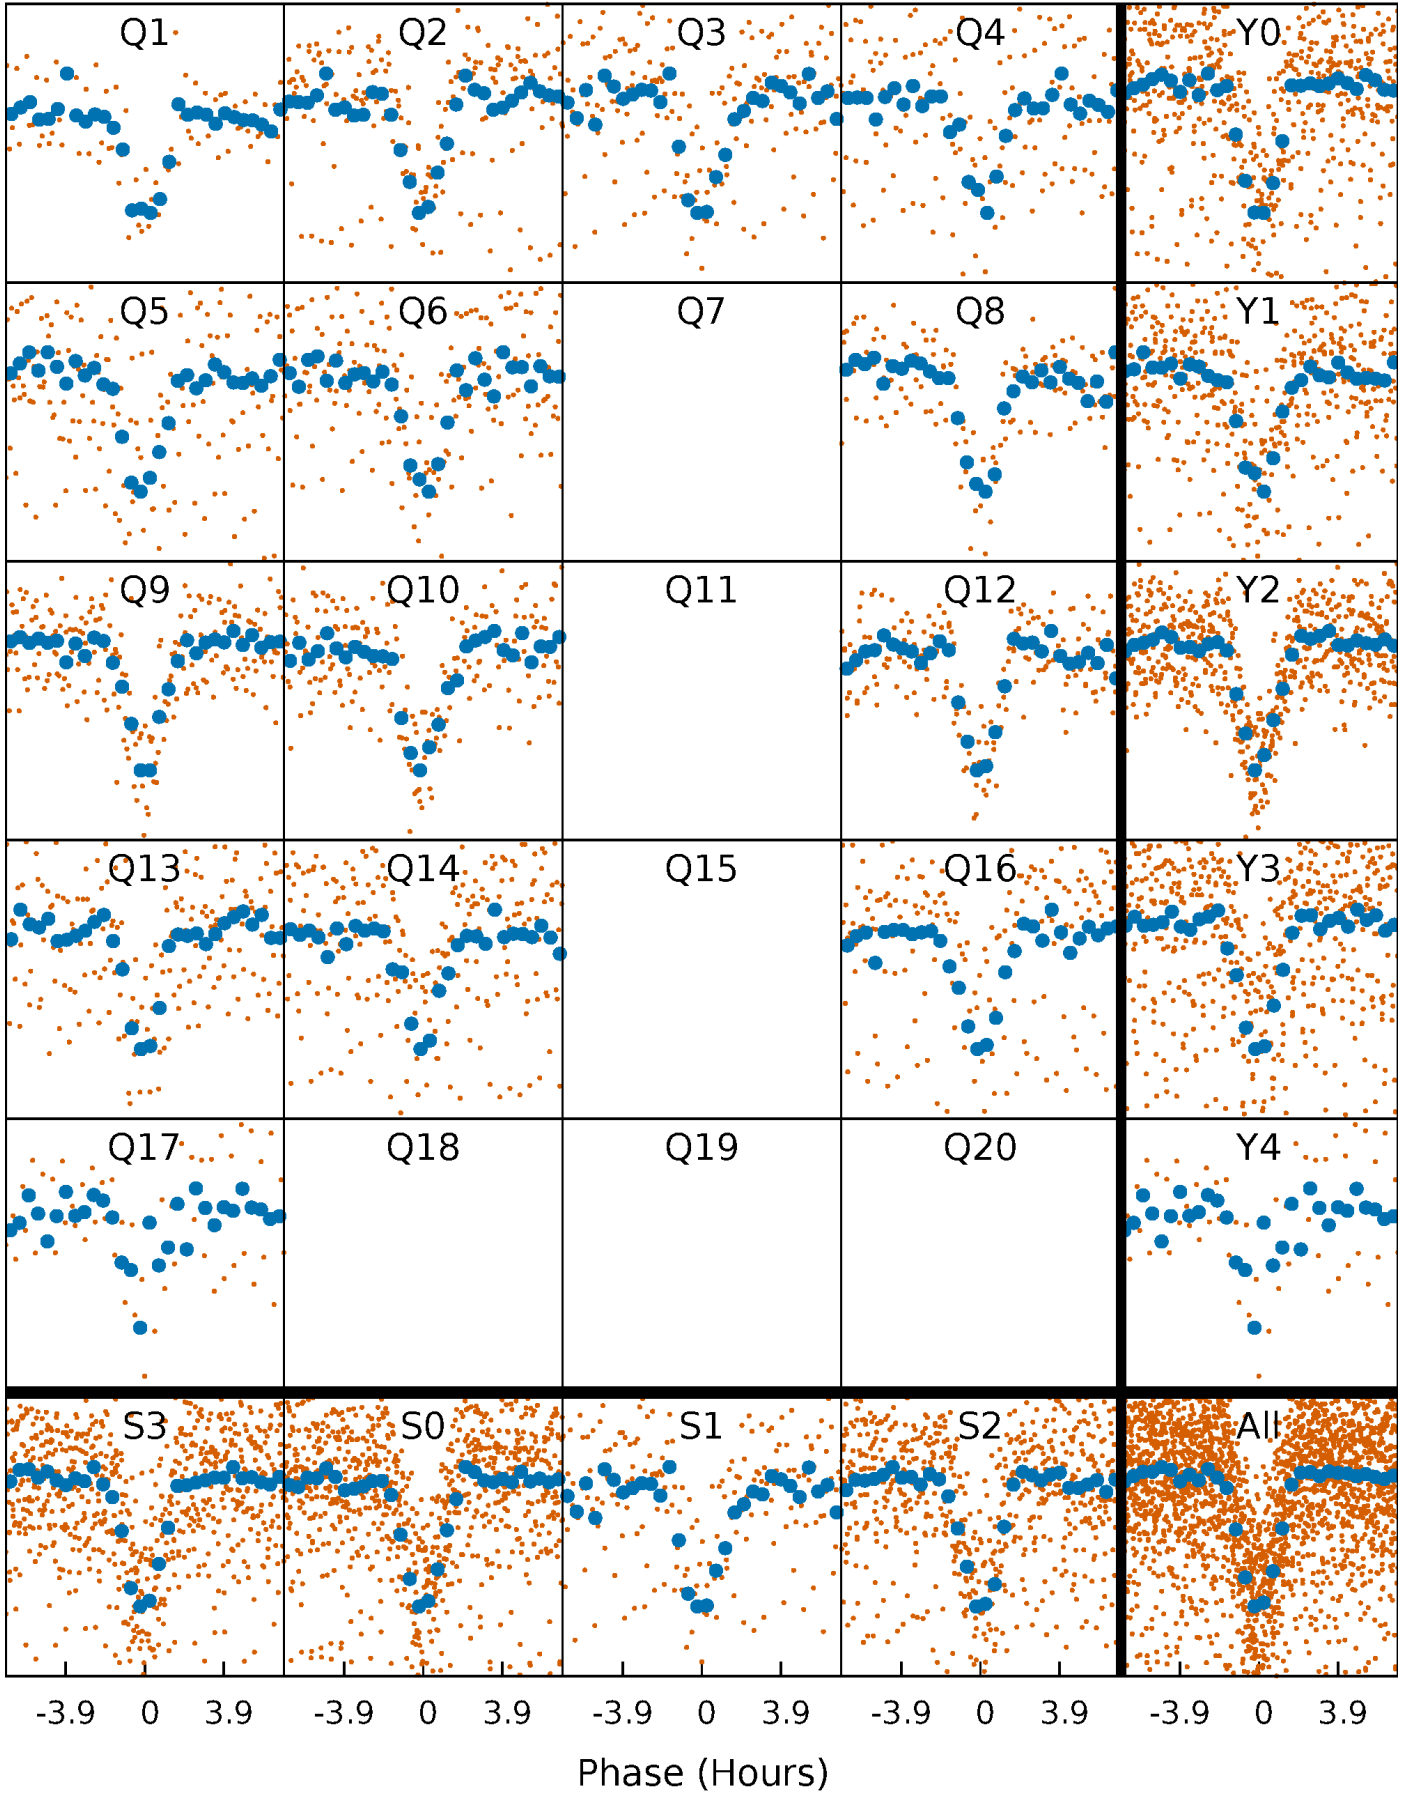 Q1 Q2 Q3 Q4 Y0
Q5 Q6 Q7 Q8 Y1
Q9 Q10 Q11 Q12 Y2
Q13 Q14 Q15 Q16 Y3
Q17 Q18 Q19 Q20 Y4
S3 S0 S1 S2 All
-3.9 0 3.9 -3.9 0 3.9 -3.9 0 3.9 -3.9 0 3.9 -3.9 0 3.9
Phase (Hours)